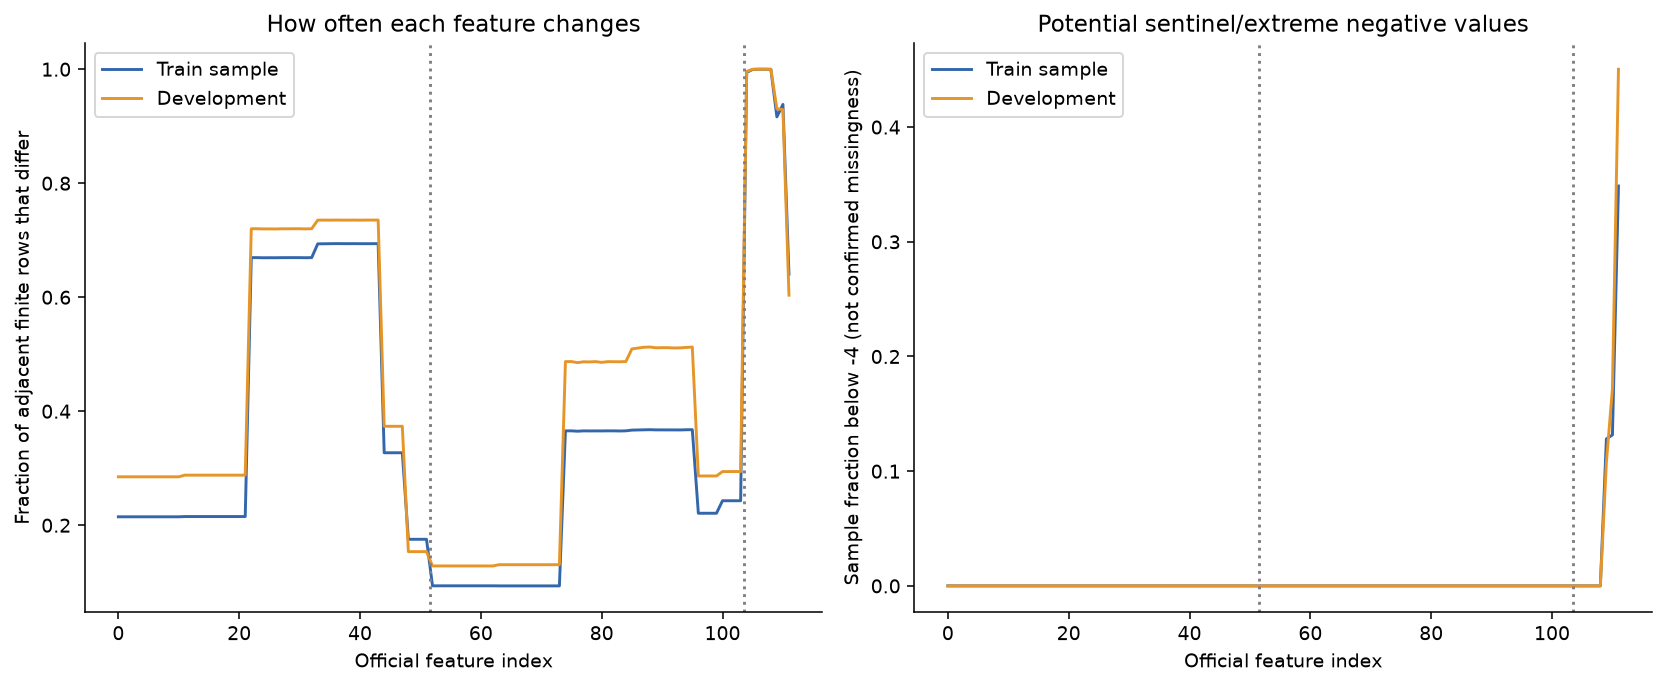 How often each feature changes
Train sample
Development
Fraction of adjacent finite rows that differ
1.0
0.8
0.6
0.4
0.2
0 20 40 60 80 100
Official feature index
Potential sentinel/extreme negative values
Train sample
Development
Sample fraction below -4 (not confirmed missingness)
0.4
0.3
0.2
0.1
0.0
0 20 40 60 80 100
Official feature index